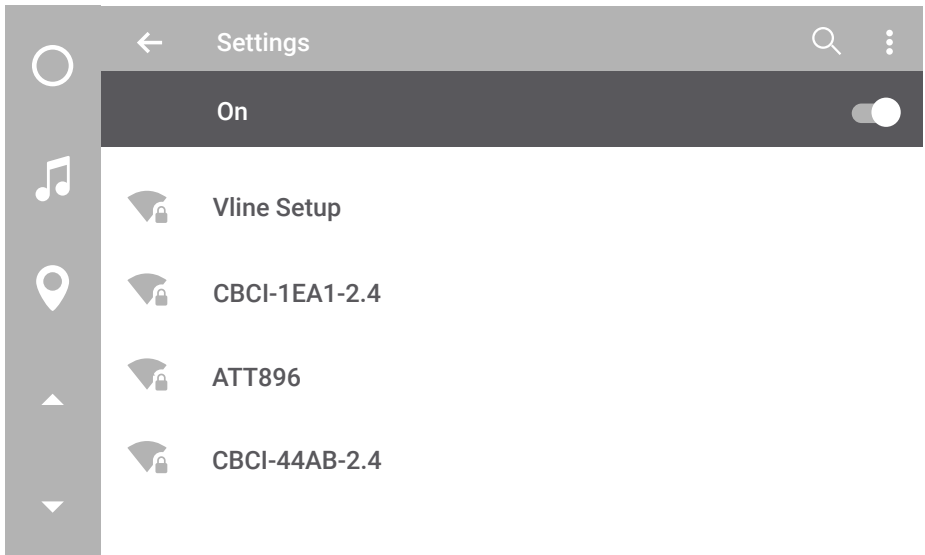 Settings
On
Vline Setup
CBCI-1EA1-2.4
ATT896
CBCI-44AB-2.4